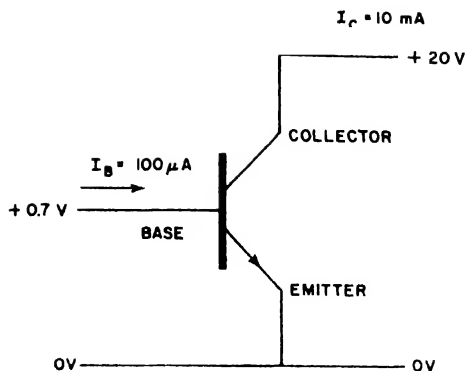 I_C = 10 mA
+ 20 V
COLLECTOR
I_B = 100 μA
+ 0.7 V
BASE
EMITTER
0V
0V